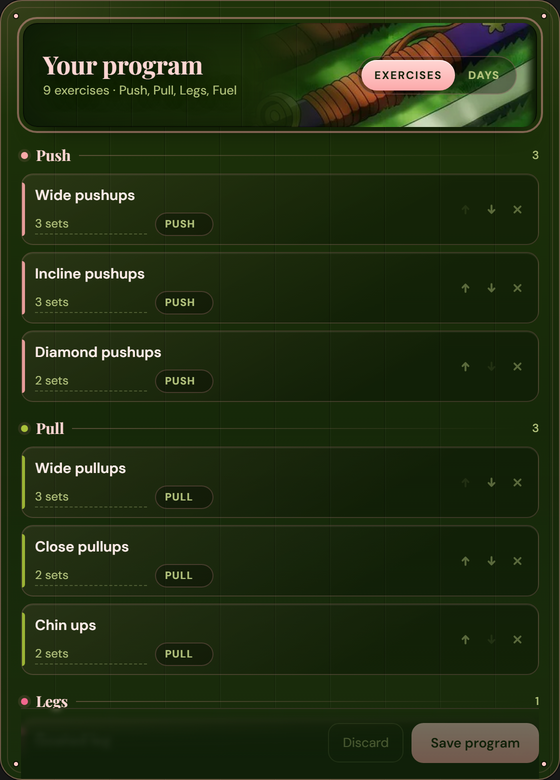 Your program
9 exercises · Push, Pull, Legs, Fuel
EXERCISES DAYS
Push 3
Wide pushups
3 sets PUSH
Incline pushups
3 sets PUSH
Diamond pushups
2 sets PUSH
Pull 3
Wide pullups
3 sets PULL
Close pullups
2 sets PULL
Chin ups
2 sets PULL
Legs 1
Discard Save program